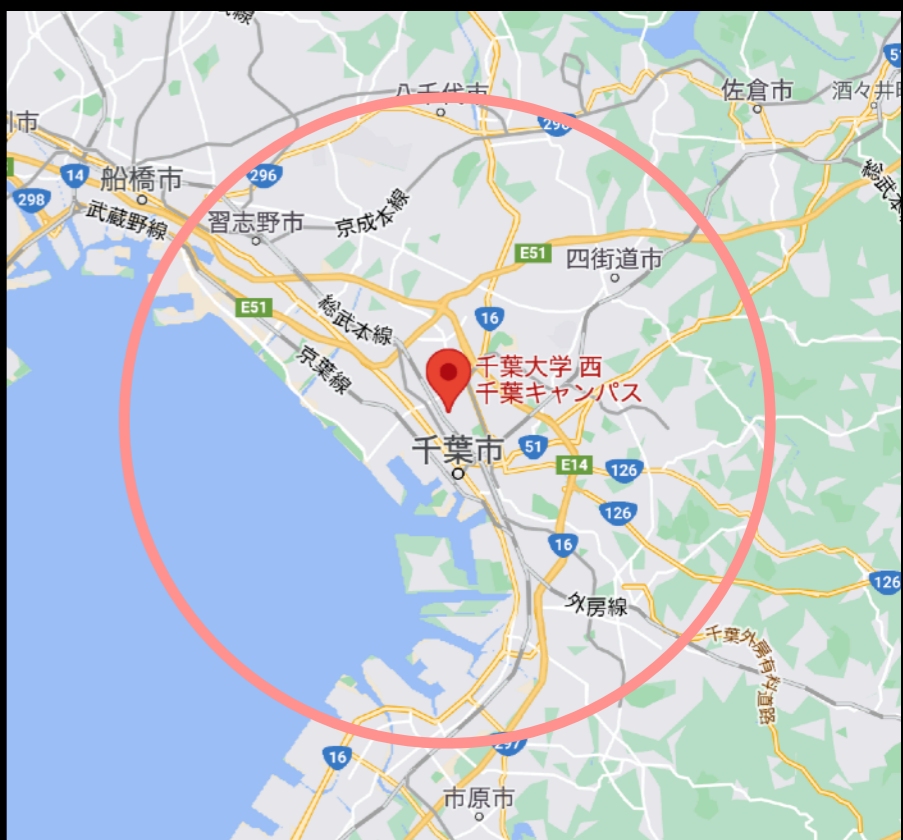 八千代市
佐倉市
酒々井町
51
296
14
船橋市
296
298
武蔵野線
習志野市
京成本線
総武本線
E51
四街道市
E51
総武本線
16
京葉線
千葉大学 西
千葉キャンパス
千葉市
51
E14
126
126
16
126
外房線
千葉外房有料道路
297
16
市原市